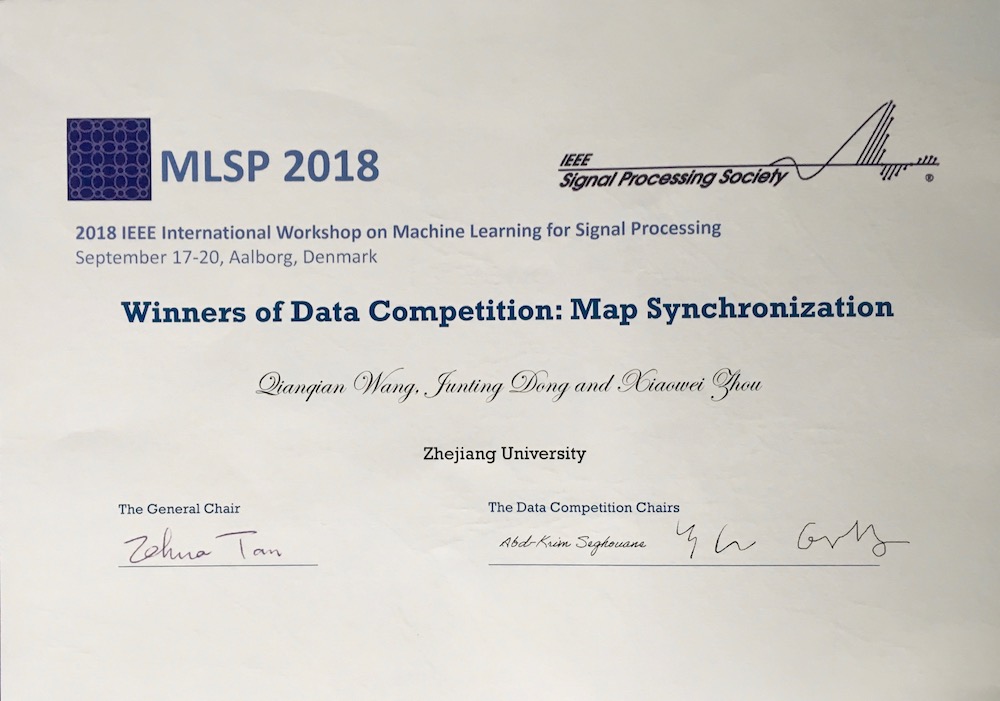 MLSP 2018
IEEE
Signal Processing Society
®
2018 IEEE International Workshop on Machine Learning for Signal Processing
September 17-20, Aalborg, Denmark
Winners of Data Competition: Map Synchronization
Qianqian Wang, Junting Dong and Xiaowei Zhou
Zhejiang University
The General Chair
The Data Competition Chairs
Zehua Tan
Abd-Krim Seghouane